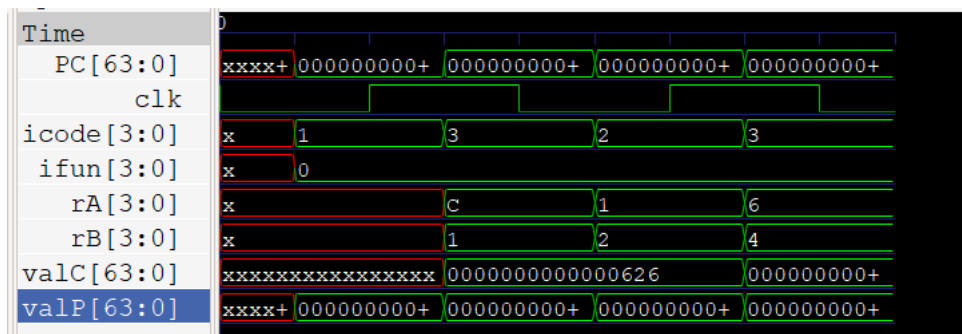 Time 0
PC[63:0] xxxx+ 000000000+ 000000000+ 000000000+ 000000000+
clk
icode[3:0] x 1 3 2 3
ifun[3:0] x 0
rA[3:0] x C 1 6
rB[3:0] x 1 2 4
valC[63:0] xxxxxxxxxxxxxxxx 0000000000000626 000000000+
valP[63:0] xxxx+ 000000000+ 000000000+ 000000000+ 000000000+